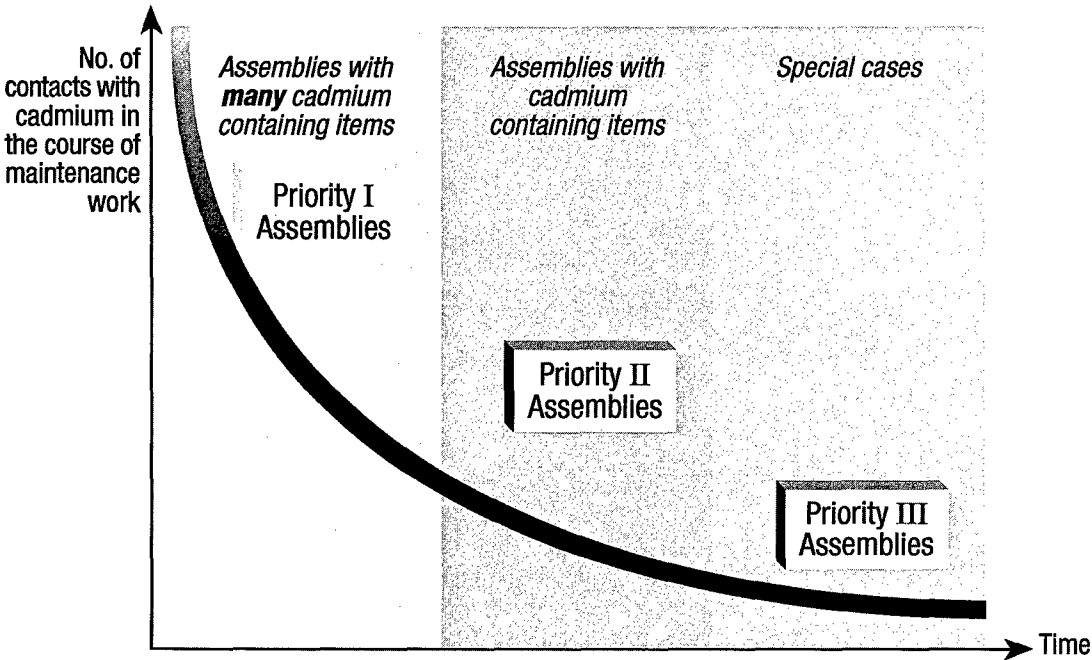 No. of
contacts with
cadmium in
the course of
maintenance
work
Assemblies with
many cadmium
containing items
Assemblies with
cadmium
containing items
Special cases
Priority I
Assemblies
Priority II
Assemblies
Priority III
Assemblies
Time